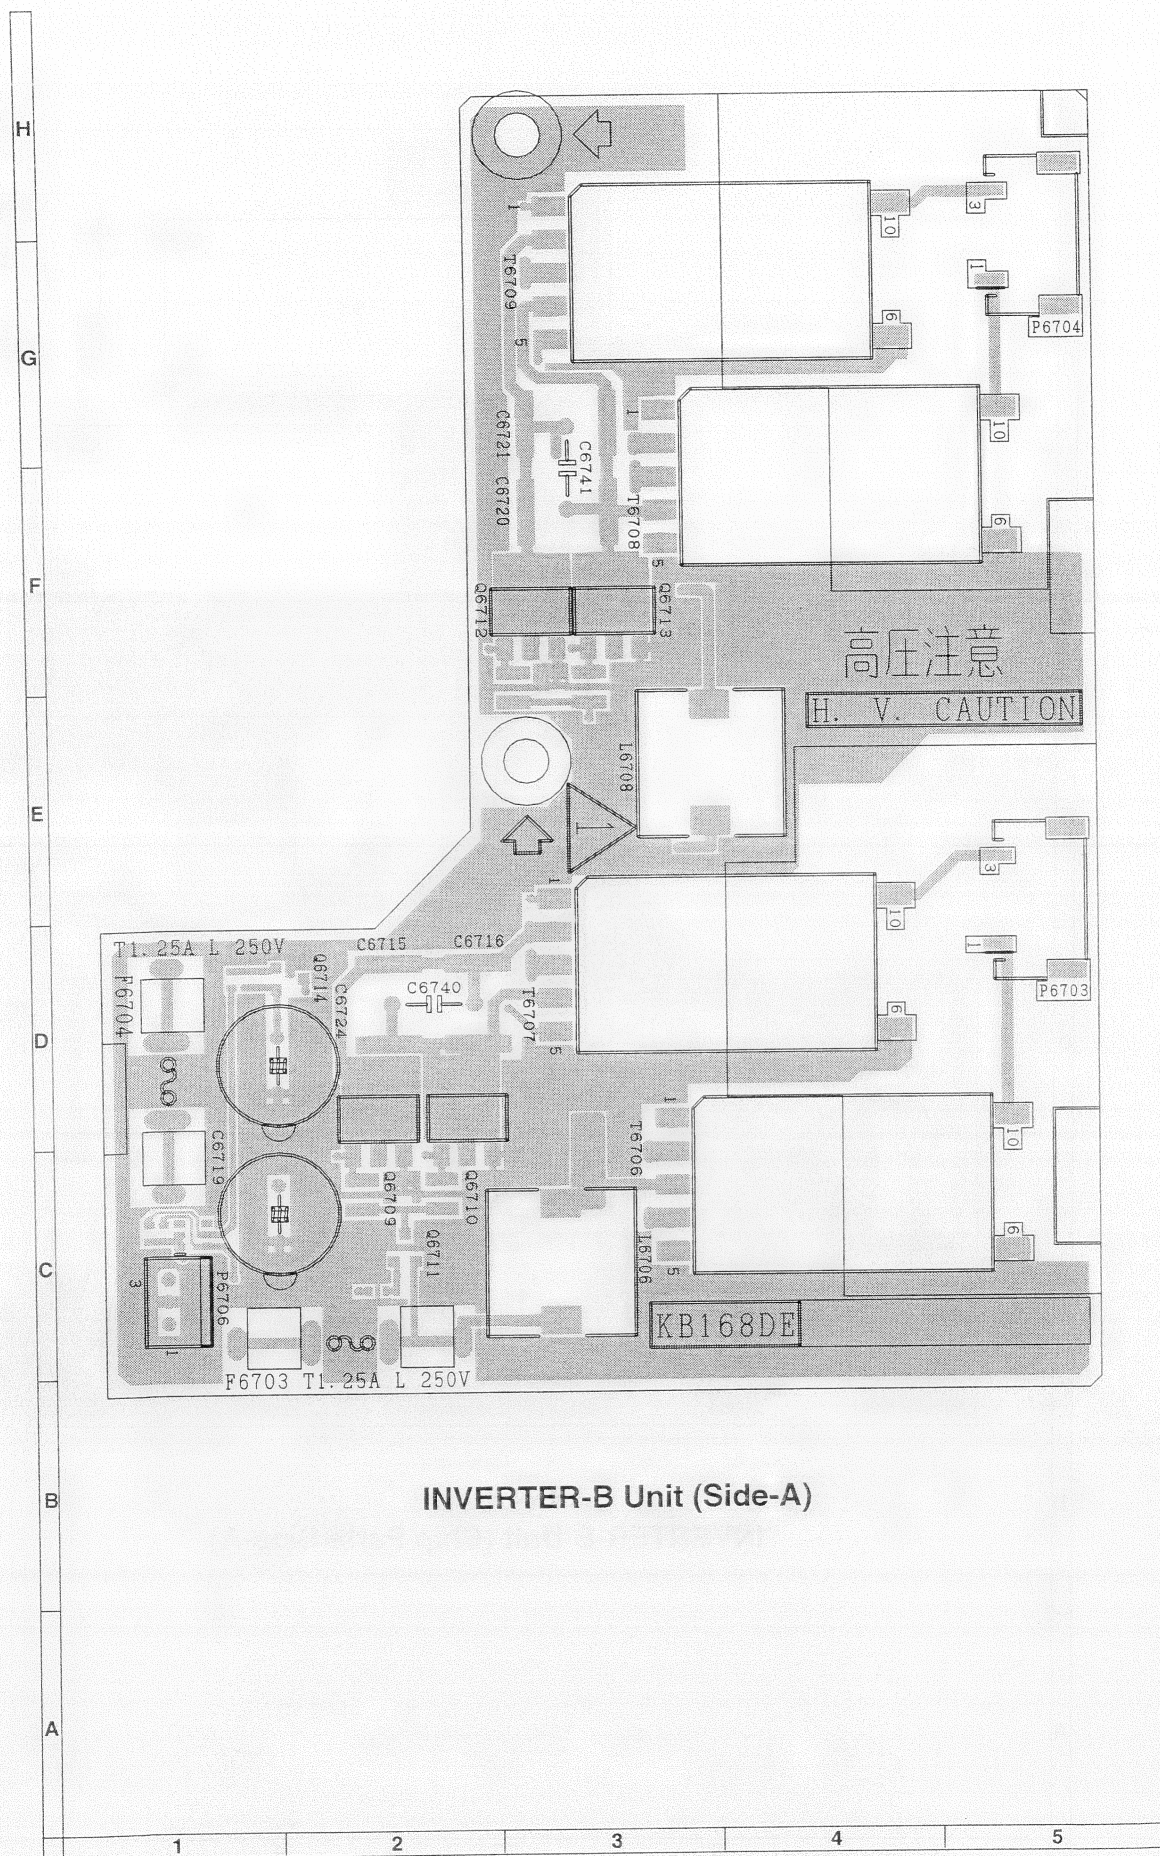 H
1
10
3
T6709
1
5
6
P6704
G
C6721
1
10
C6741
C6720
T6708
6
5
F
Q6712
Q6713
高圧注意
H. V. CAUTION
L6708
E
1
3
1
10
T1.25A L 250V
C6715
C6716
1
F6704
Q6714
C6724
C6740
T6707
P6703
D
5
6
1
10
C6719
T6706
Q6709
Q6710
6
Q6711
L6706
5
C
3
P6706
KB168DE
1
F6703 T1.25A L 250V
B
INVERTER-B Unit (Side-A)
A
1
2
3
4
5